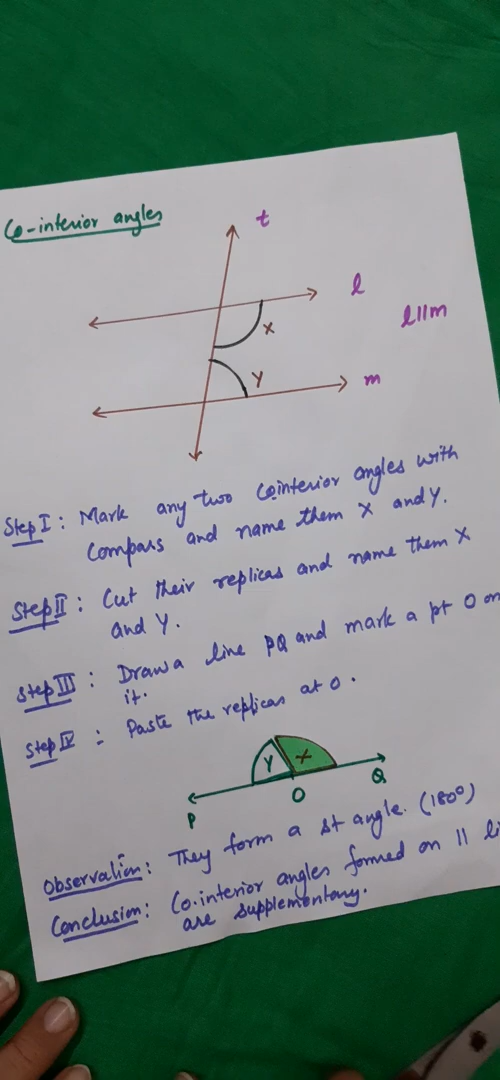 Co-interior angles
t
l
l||m
X
Y
m
Step I : Mark any two Cointerior angles with
Compass and name them X and Y.
Step II : Cut their replicas and name them X
and Y.
Step III : Draw a line PQ and mark a pt O on
it.
Step IV : Paste the replicas at O.
Y X
P O Q
Observation: They form a st angle. (180°)
Conclusion: Co.interior angles formed on ||
are supplementary.